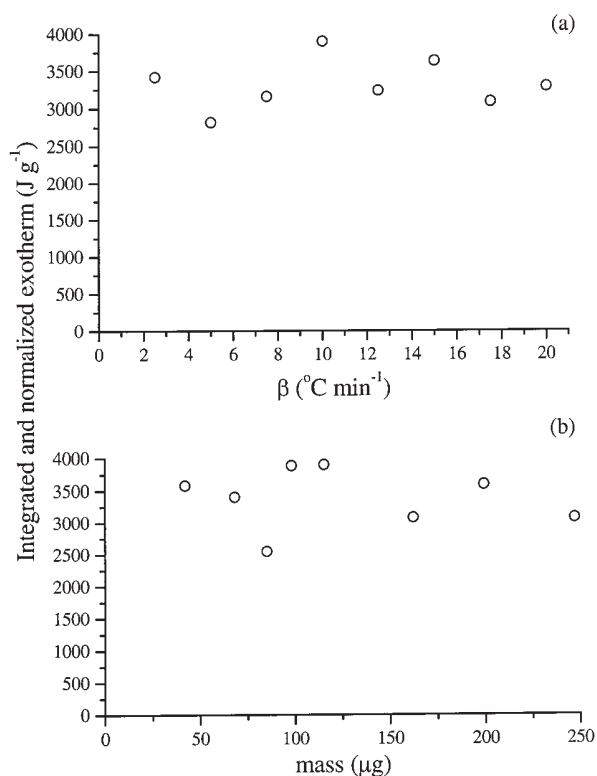 (a)
Integrated and normalized exotherm (J g⁻¹)
4000
3500
3000
2500
2000
1500
1000
500
0
0 2 4 6 8 10 12 14 16 18 20
β (°C min⁻¹)
(b)
4000
3500
3000
2500
2000
1500
1000
500
0
0 50 100 150 200 250
mass (μg)